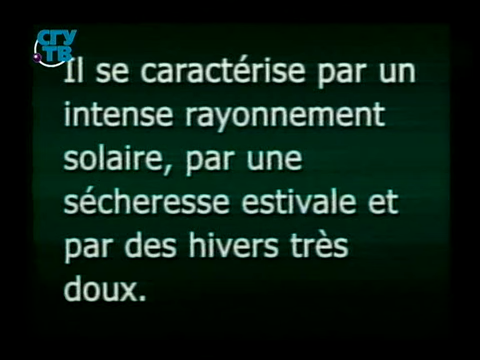 СГУ
ТВ
Il se caractérise par un
intense rayonnement
solaire, par une
sécheresse estivale et
par des hivers très
doux.